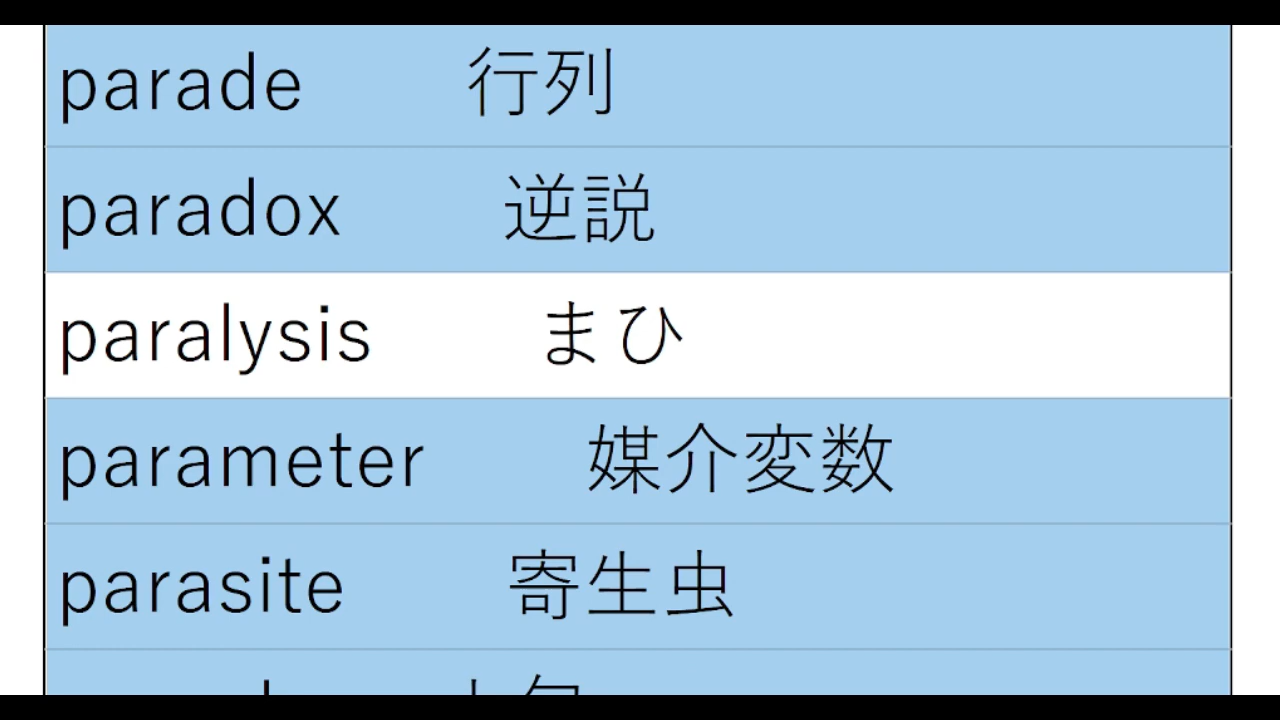 parade 行列
paradox 逆説
paralysis まひ
parameter 媒介変数
parasite 寄生虫